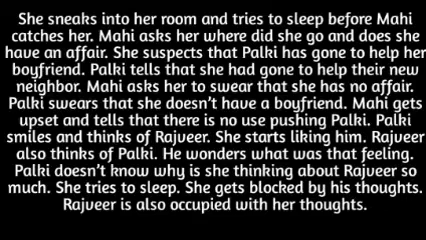 She sneaks into her room and tries to sleep before Mahi
catches her. Mahi asks her where did she go and does she
have an affair. She suspects that Palki has gone to help her
boyfriend. Palki tells that she had gone to help their new
neighbor. Mahi asks her to swear that she has no affair.
Palki swears that she doesn't have a boyfriend. Mahi gets
upset and tells that there is no use pushing Palki. Palki
smiles and thinks of Rajveer. She starts liking him. Rajveer
also thinks of Palki. He wonders what was that feeling.
Palki doesn't know why is she thinking about Rajveer so
much. She tries to sleep. She gets blocked by his thoughts.
Rajveer is also occupied with her thoughts.